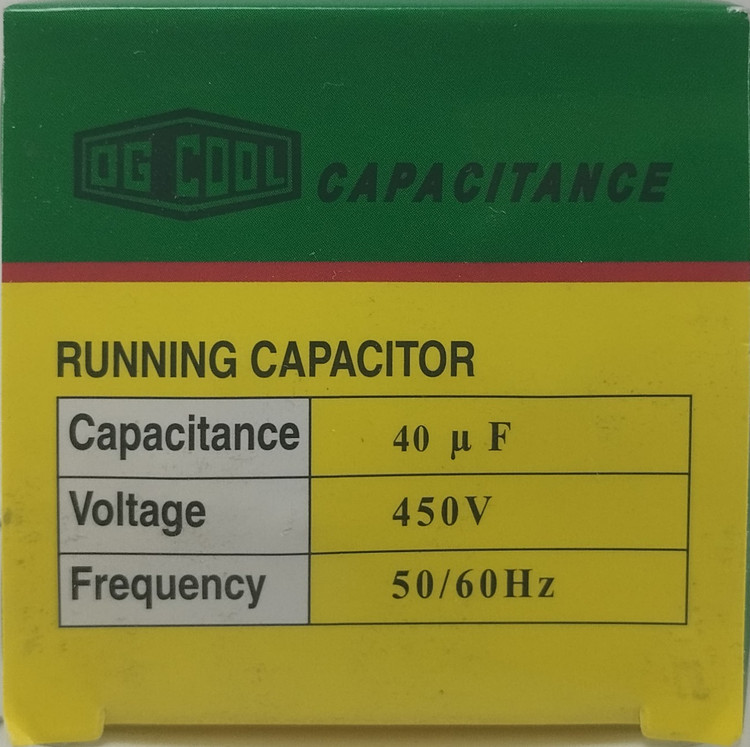 OG COOL CAPACITANCE
RUNNING CAPACITOR
Capacitance 40 μ F
Voltage 450V
Frequency 50/60Hz